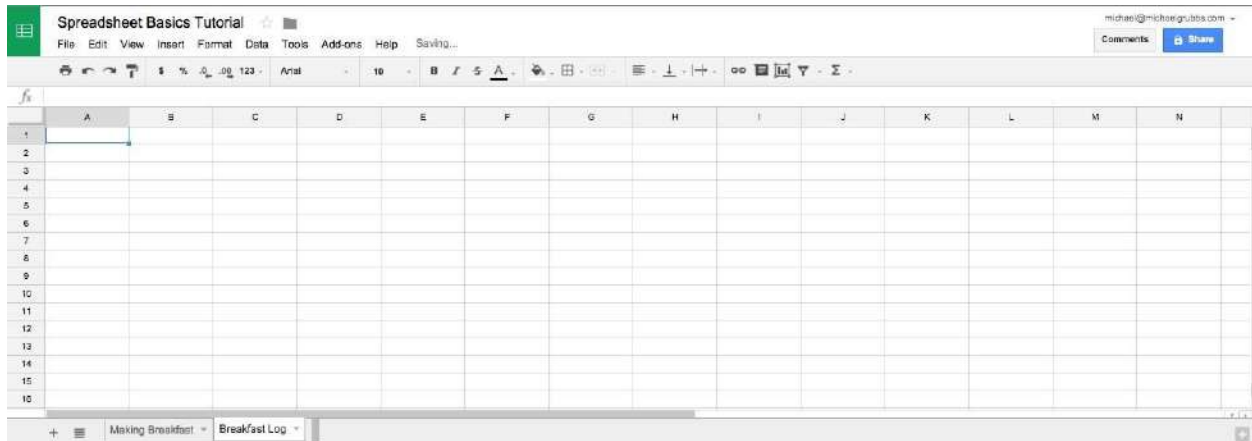 Spreadsheet Basics Tutorial
michael@michaelgrubbs.com
File Edit View Insert Format Data Tools Add-ons Help Saving...
Comments Share
$ % .0 .00 123 Arial 10 B I S A Σ
fx
A B C D E F G H I J K L M N
1
2
3
4
5
6
7
8
9
10
11
12
13
14
15
16
+ Making Breakfast Breakfast Log